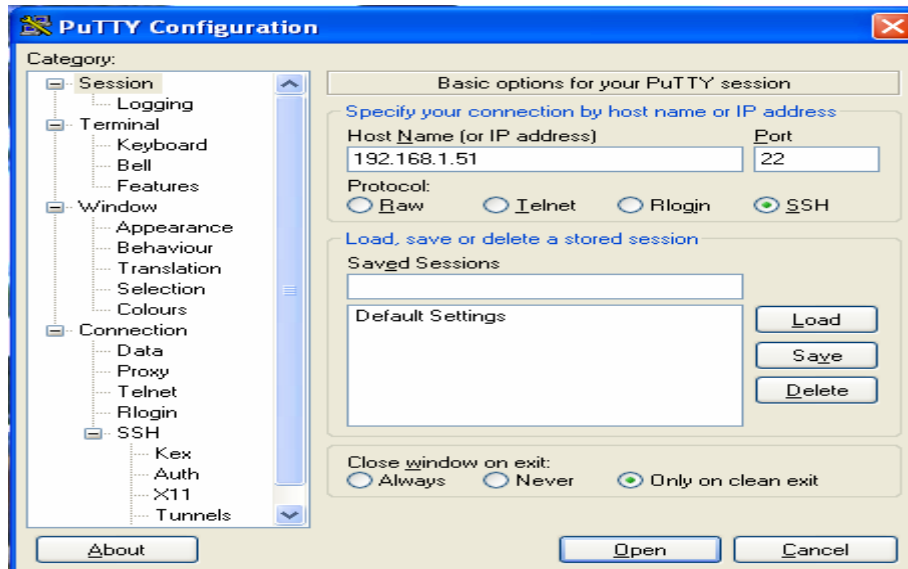 PuTTY Configuration
Category:
Session
Logging
Terminal
Keyboard
Bell
Features
Window
Appearance
Behaviour
Translation
Selection
Colours
Connection
Data
Proxy
Telnet
Rlogin
SSH
Kex
Auth
X11
Tunnels
Basic options for your PuTTY session
Specify your connection by host name or IP address
Host Name (or IP address) Port
192.168.1.51 22
Protocol:
Raw Telnet Rlogin SSH
Load, save or delete a stored session
Saved Sessions
Default Settings
Load
Save
Delete
Close window on exit:
Always Never Only on clean exit
About Open Cancel